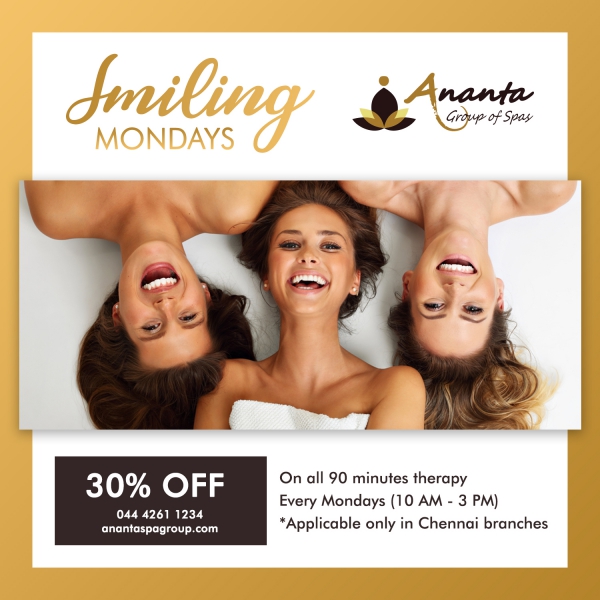 Smiling
MONDAYS
Ananta
Group of Spas
30% OFF
044 4261 1234
anantaspagroup.com
On all 90 minutes therapy
Every Mondays (10 AM - 3 PM)
*Applicable only in Chennai branches